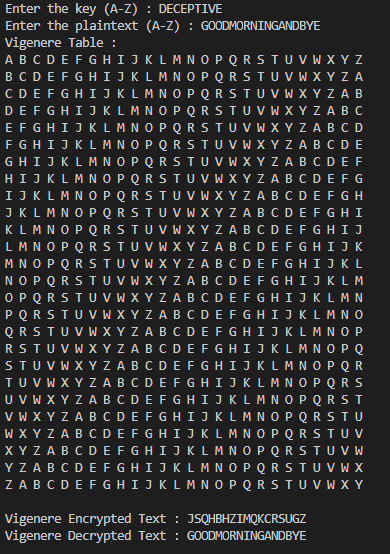 Enter the key (A-Z) : DECEPTIVE
Enter the plaintext (A-Z) : GOODMORNINGANDBYE
Vigenere Table :
A B C D E F G H I J K L M N O P Q R S T U V W X Y Z
B C D E F G H I J K L M N O P Q R S T U V W X Y Z A
C D E F G H I J K L M N O P Q R S T U V W X Y Z A B
D E F G H I J K L M N O P Q R S T U V W X Y Z A B C
E F G H I J K L M N O P Q R S T U V W X Y Z A B C D
F G H I J K L M N O P Q R S T U V W X Y Z A B C D E
G H I J K L M N O P Q R S T U V W X Y Z A B C D E F
H I J K L M N O P Q R S T U V W X Y Z A B C D E F G
I J K L M N O P Q R S T U V W X Y Z A B C D E F G H
J K L M N O P Q R S T U V W X Y Z A B C D E F G H I
K L M N O P Q R S T U V W X Y Z A B C D E F G H I J
L M N O P Q R S T U V W X Y Z A B C D E F G H I J K
M N O P Q R S T U V W X Y Z A B C D E F G H I J K L
N O P Q R S T U V W X Y Z A B C D E F G H I J K L M
O P Q R S T U V W X Y Z A B C D E F G H I J K L M N
P Q R S T U V W X Y Z A B C D E F G H I J K L M N O
Q R S T U V W X Y Z A B C D E F G H I J K L M N O P
R S T U V W X Y Z A B C D E F G H I J K L M N O P Q
S T U V W X Y Z A B C D E F G H I J K L M N O P Q R
T U V W X Y Z A B C D E F G H I J K L M N O P Q R S
U V W X Y Z A B C D E F G H I J K L M N O P Q R S T
V W X Y Z A B C D E F G H I J K L M N O P Q R S T U
W X Y Z A B C D E F G H I J K L M N O P Q R S T U V
X Y Z A B C D E F G H I J K L M N O P Q R S T U V W
Y Z A B C D E F G H I J K L M N O P Q R S T U V W X
Z A B C D E F G H I J K L M N O P Q R S T U V W X Y
Vigenere Encrypted Text : JSQHBHZIMQKCRSUGZ
Vigenere Decrypted Text : GOODMORNINGANDBYE